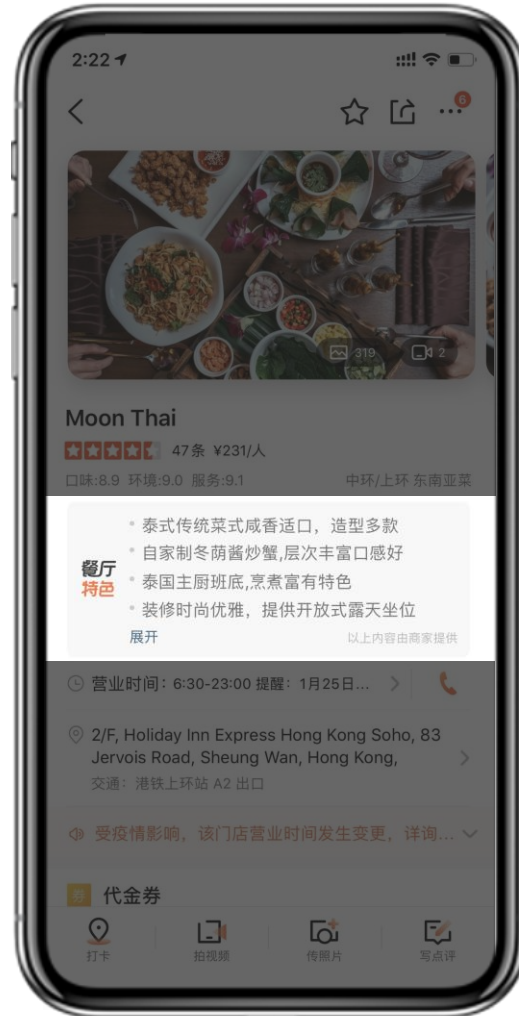 2:22
6
319
2
Moon Thai
47条 ¥231/人
口味:8.9 环境:9.0 服务:9.1 中环/上环 东南亚菜
餐厅
特色
泰式传统菜式咸香适口，造型多款
自家制冬荫酱炒蟹,层次丰富口感好
泰国主厨班底,烹煮富有特色
装修时尚优雅，提供开放式露天坐位
展开 以上内容由商家提供
营业时间：6:30-23:00 提醒：1月25日...
2/F, Holiday Inn Express Hong Kong Soho, 83
Jervois Road, Sheung Wan, Hong Kong,
交通：港铁上环站 A2 出口
受疫情影响，该门店营业时间发生变更，详询...
券 代金券
打卡 拍视频 传照片 写点评